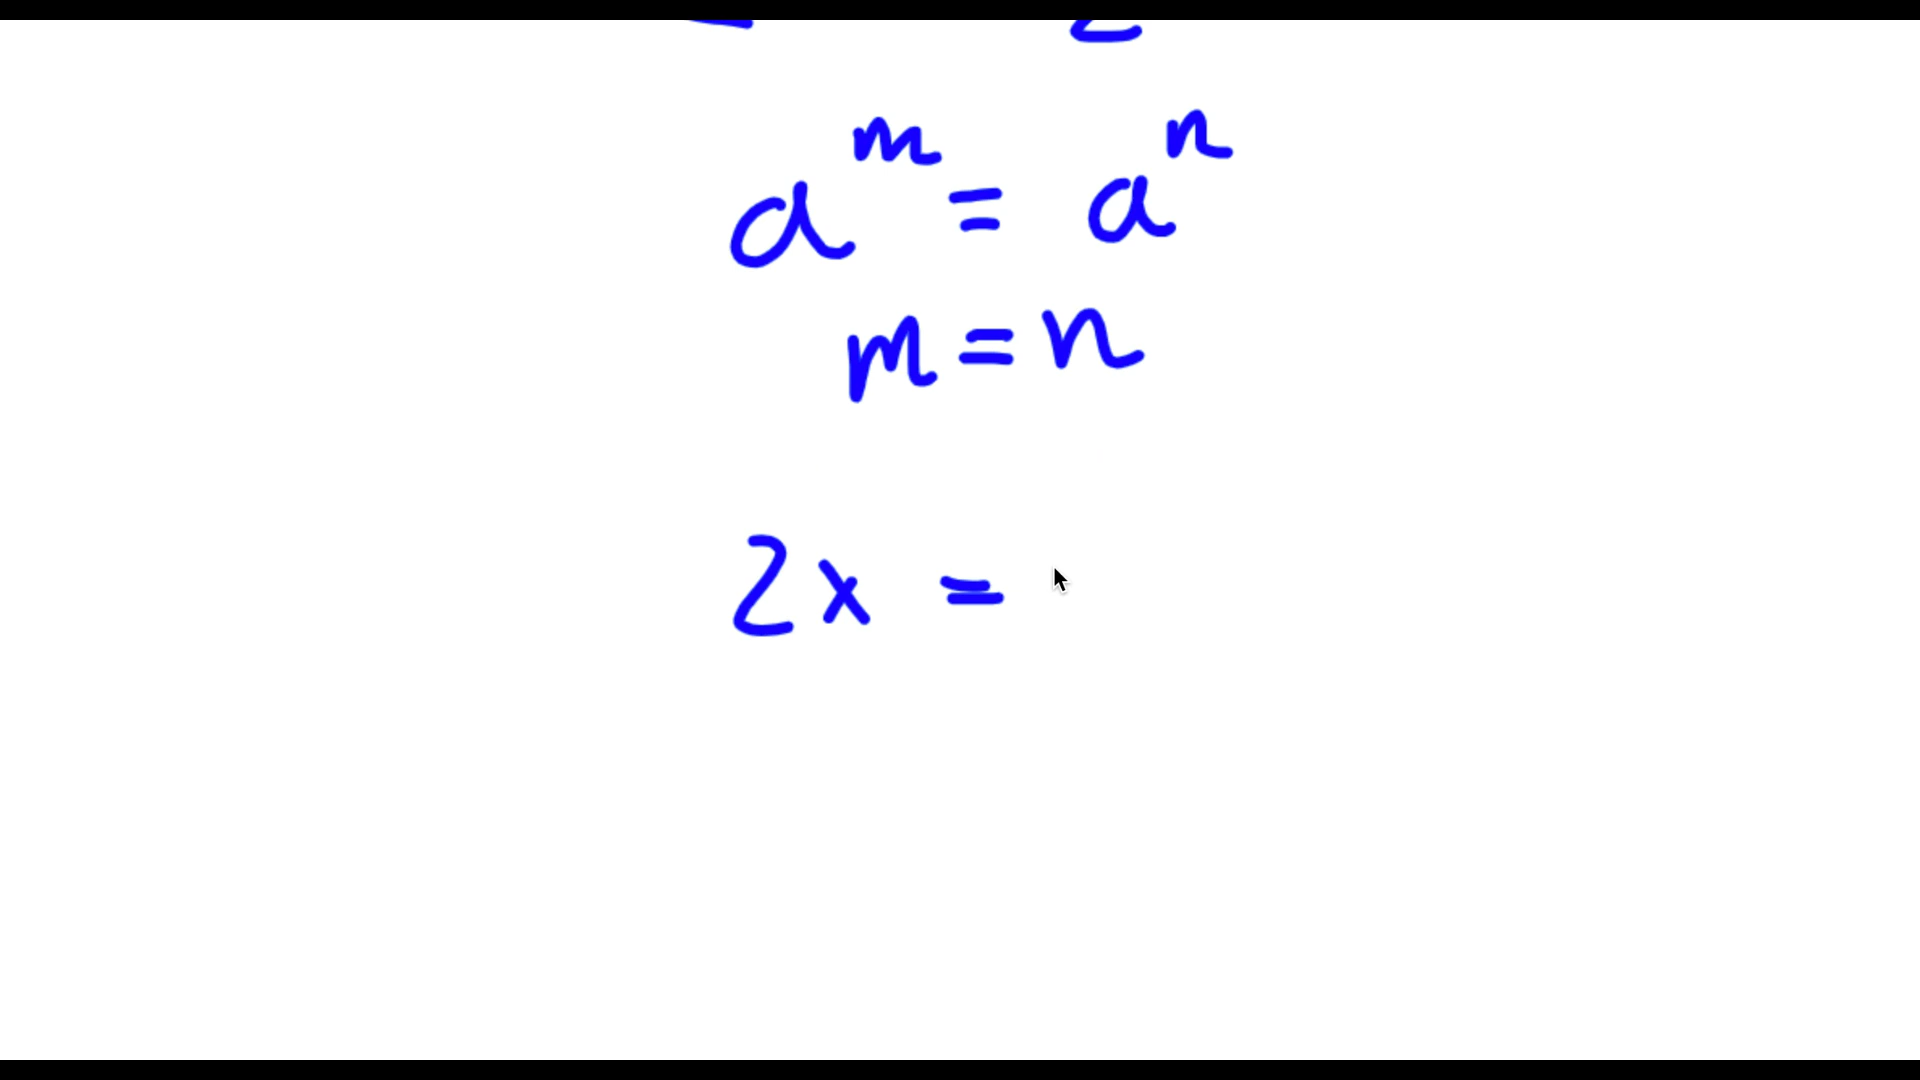 a^m = a^n
m = n
2x =